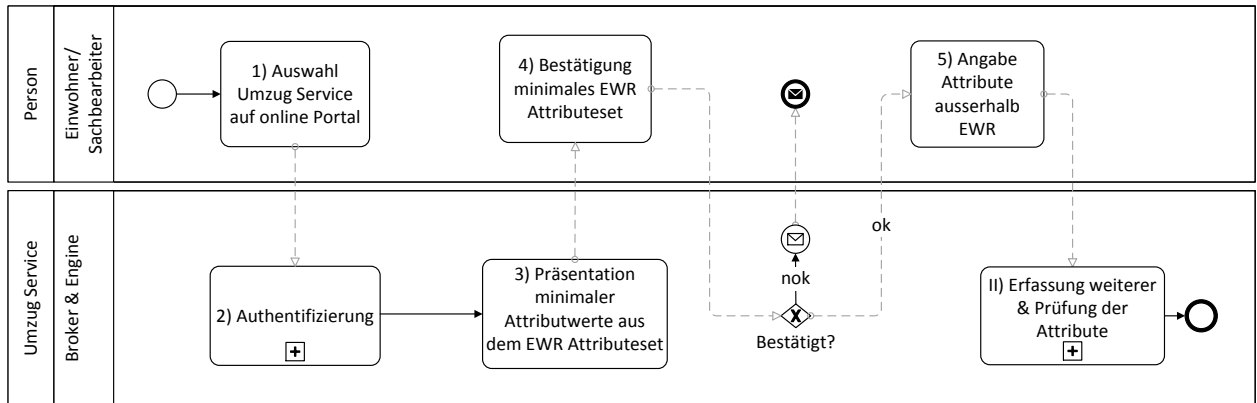 Person
Einwohner/
Sachbearbeiter
1) Auswahl
Umzug Service
auf online Portal
4) Bestätigung
minimales EWR
Attributeset
5) Angabe
Attribute
ausserhalb
EWR
Umzug Service
Broker & Engine
2) Authentifizierung
3) Präsentation
minimaler
Attributwerte aus
dem EWR Attributeset
nok
X
Bestätigt?
ok
II) Erfassung weiterer
& Prüfung der
Attribute